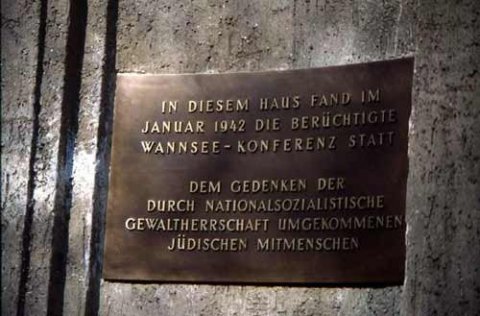 IN DIESEM HAUS FAND IM
JANUAR 1942 DIE BERÜCHTIGTE
WANNSEE-KONFERENZ STATT
DEM GEDENKEN DER
DURCH NATIONALSOZIALISTISCHE
GEWALTHERRSCHAFT UMGEKOMMENEN
JÜDISCHEN MITMENSCHEN